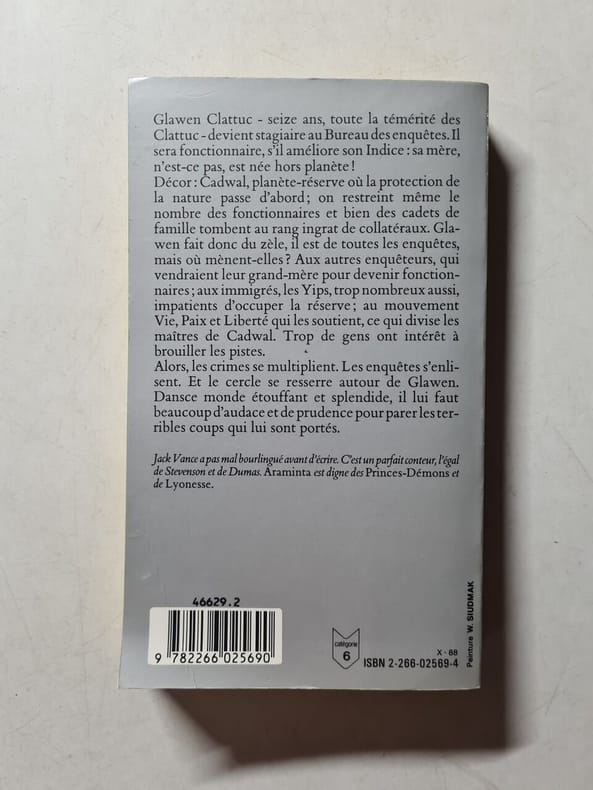 Glawen Clattuc - seize ans, toute la témérité des
Clattuc - devient stagiaire au Bureau des enquêtes. Il
sera fonctionnaire, s'il améliore son Indice : sa mère,
n'est-ce pas, est née hors planète !
Décor : Cadwal, planète-réserve où la protection de
la nature passe d'abord ; on restreint même le
nombre des fonctionnaires et bien des cadets de
famille tombent au rang ingrat de collatéraux. Gla-
wen fait donc du zèle, il est de toutes les enquêtes,
mais où mènent-elles ? Aux autres enquêteurs, qui
vendraient leur grand-mère pour devenir fonction-
naires ; aux immigrés, les Yips, trop nombreux aussi,
impatients d'occuper la réserve ; au mouvement
Vie, Paix et Liberté qui les soutient, ce qui divise les
maîtres de Cadwal. Trop de gens ont intérêt à
brouiller les pistes.
Alors, les crimes se multiplient. Les enquêtes s'enli-
sent. Et le cercle se resserre autour de Glawen.
Dansce monde étouffant et splendide, il lui faut
beaucoup d'audace et de prudence pour parer les ter-
ribles coups qui lui sont portés.
Jack Vance a pas mal bourlingué avant d'écrire. C'est un parfait conteur, l'égal
de Stevenson et de Dumas. Araminta est digne des Princes-Démons et
de Lyonesse.
46629.2
9 782266 025690
catégorie
6
X - 88
ISBN 2-266-02569-4
Peinture W. SIUDMAK